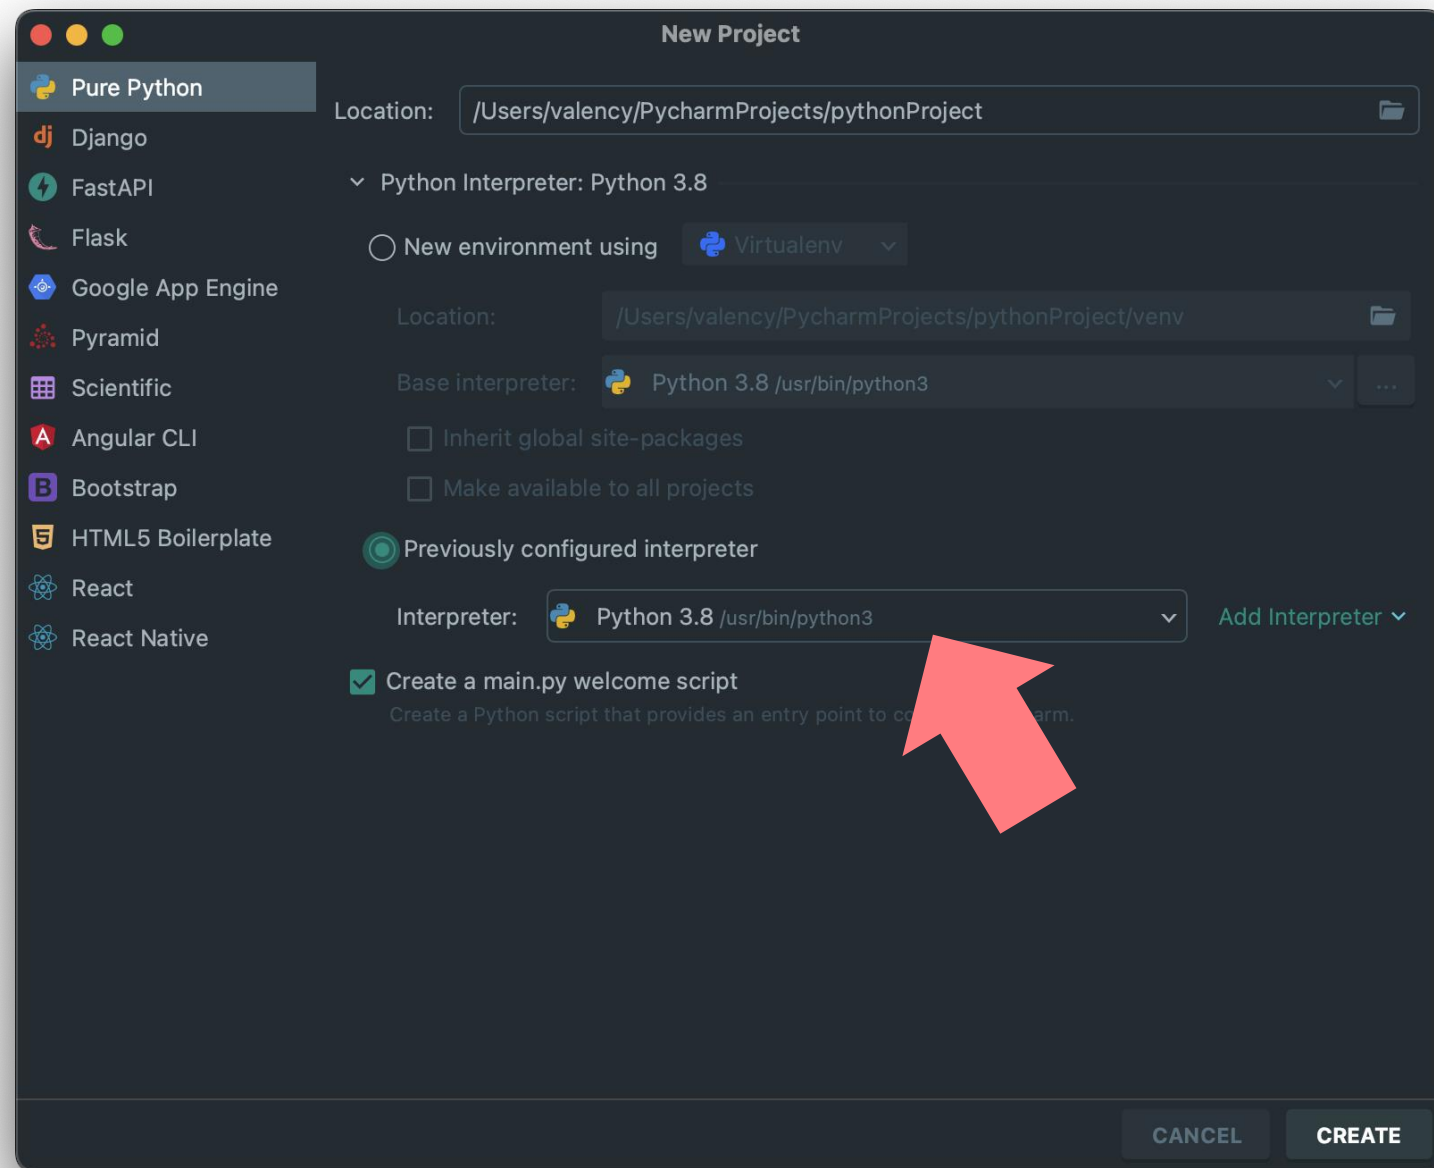 New Project
Pure Python
Django
FastAPI
Flask
Google App Engine
Pyramid
Scientific
Angular CLI
Bootstrap
HTML5 Boilerplate
React
React Native
Location: /Users/valency/PycharmProjects/pythonProject
Python Interpreter: Python 3.8
New environment using Virtualenv
Location: /Users/valency/PycharmProjects/pythonProject/venv
Base interpreter: Python 3.8 /usr/bin/python3 ...
Inherit global site-packages
Make available to all projects
Previously configured interpreter
Interpreter: Python 3.8 /usr/bin/python3 Add Interpreter
Create a main.py welcome script
Create a Python script that provides an entry point to
CANCEL CREATE